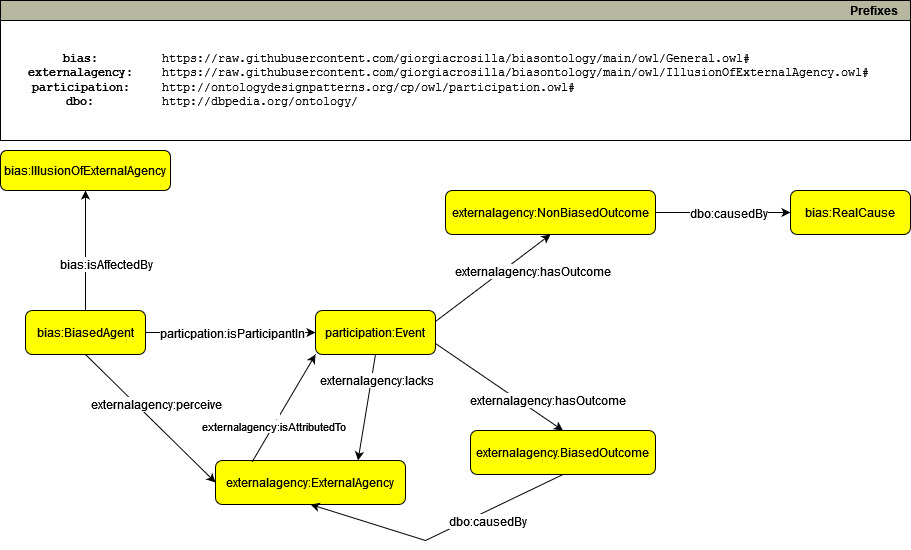 Prefixes
bias: https://raw.githubusercontent.com/giorgiacrosilla/biasontology/main/owl/General.owl#
externalagency: https://raw.githubusercontent.com/giorgiacrosilla/biasontology/main/owl/IllusionOfExternalAgency.owl#
participation: http://ontologydesignpatterns.org/cp/owl/participation.owl#
dbo: http://dbpedia.org/ontology/
bias:IllusionOfExternalAgency
externalagency:NonBiasedOutcome
dbo:causedBy
bias:RealCause
bias:isAffectedBy
externalagency:hasOutcome
bias:BiasedAgent
particpation:isParticipantIn
participation:Event
externalagency:lacks
externalagency:perceive
externalagency:hasOutcome
externalagency:isAttributedTo
externalagency.BiasedOutcome
externalagency:ExternalAgency
dbo:causedBy